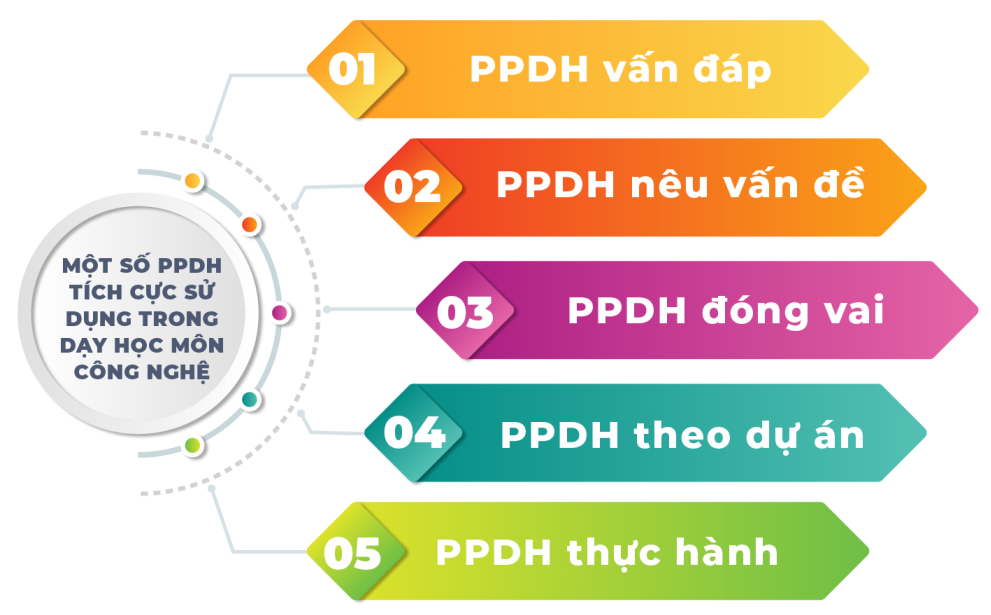 MỘT SỐ PPDH
TÍCH CỰC SỬ
DỤNG TRONG
DẠY HỌC MÔN
CÔNG NGHỆ
01 PPDH vấn đáp
02 PPDH nêu vấn đề
03 PPDH đóng vai
04 PPDH theo dự án
05 PPDH thực hành